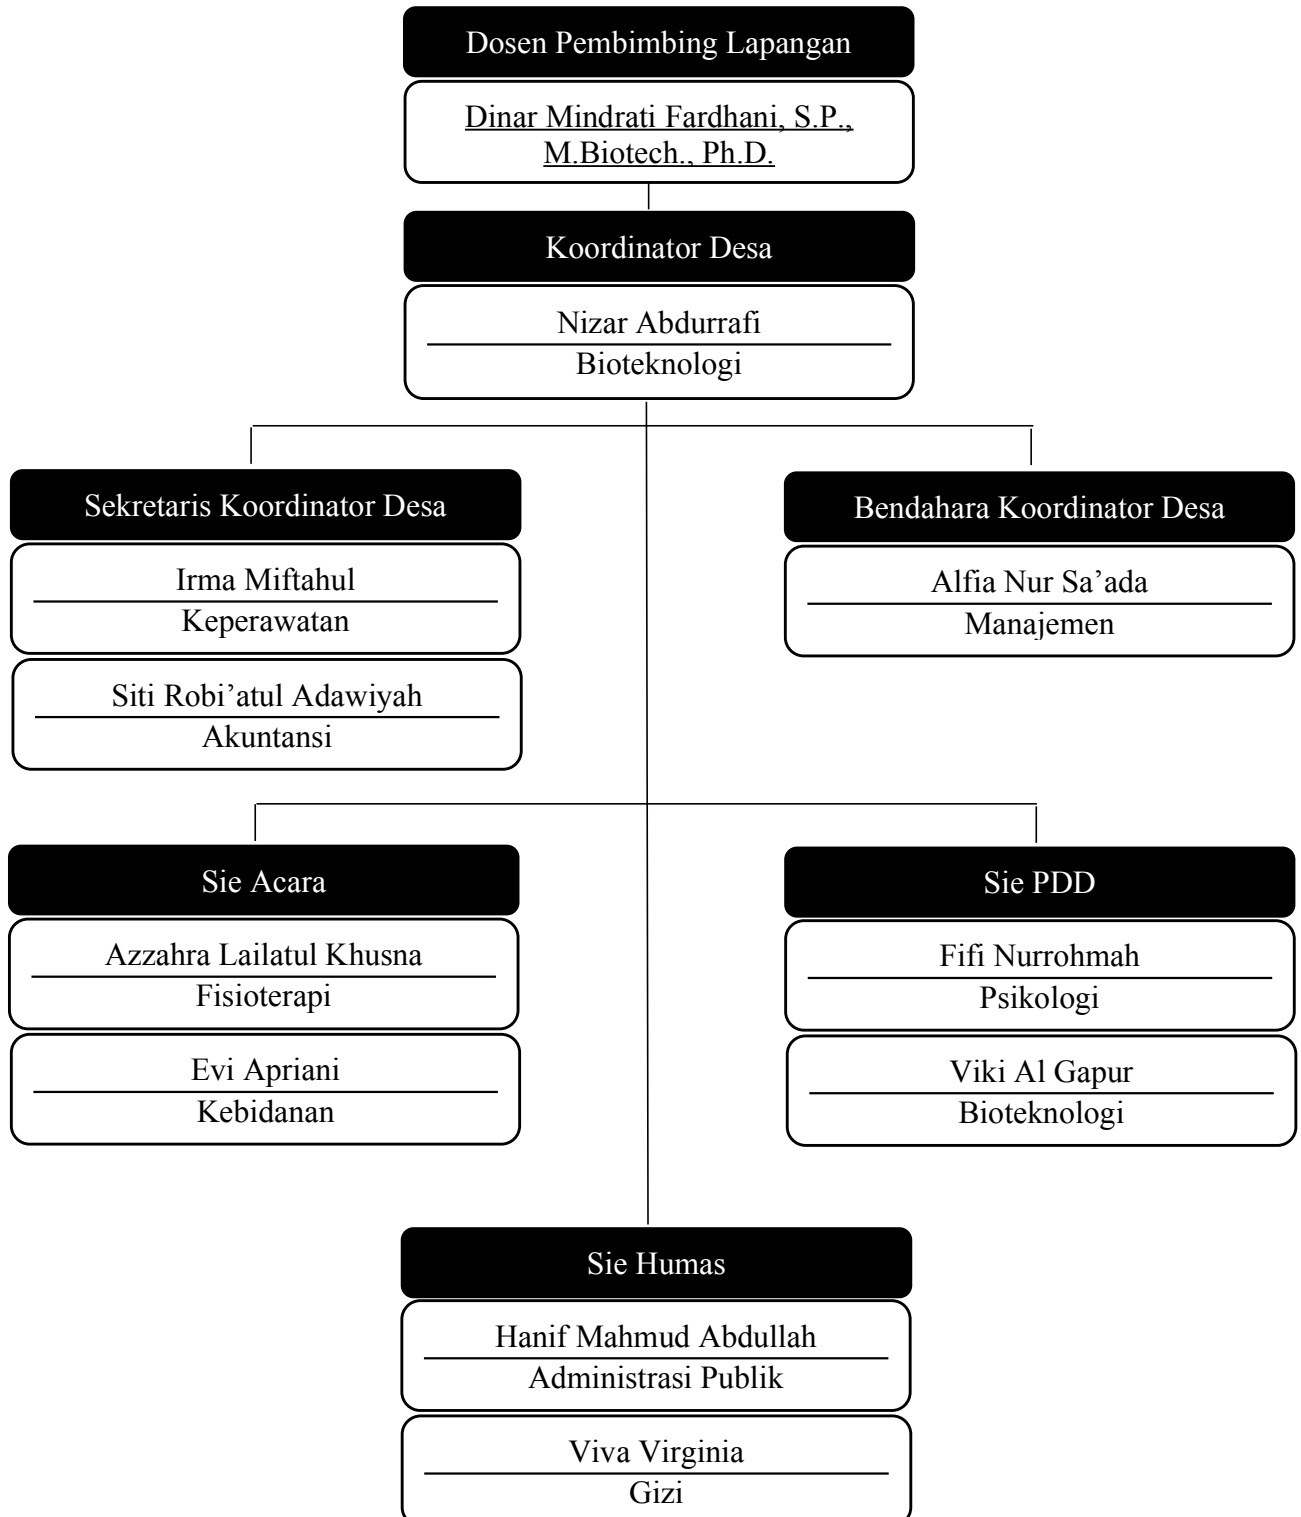 Dosen Pembimbing Lapangan
Dinar Mindrati Fardhani, S.P.,
M.Biotech., Ph.D.
Koordinator Desa
Nizar Abdurrafi
Bioteknologi
Sekretaris Koordinator Desa
Irma Miftahul
Keperawatan
Siti Robi’atul Adawiyah
Akuntansi
Bendahara Koordinator Desa
Alfia Nur Sa’ada
Manajemen
Sie Acara
Azzahra Lailatul Khusna
Fisioterapi
Evi Apriani
Kebidanan
Sie PDD
Fifi Nurrohmah
Psikologi
Viki Al Gapur
Bioteknologi
Sie Humas
Hanif Mahmud Abdullah
Administrasi Publik
Viva Virginia
Gizi